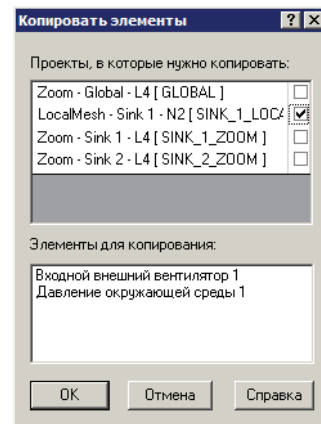 Копировать элементы
Проекты, в которые нужно копировать:
Zoom - Global - L4 [ GLOBAL ]
LocalMesh - Sink 1 - N2 [ SINK_1_LOCA
Zoom - Sink 1 - L4 [ SINK_1_ZOOM ]
Zoom - Sink 2 - L4 [ SINK_2_ZOOM ]
Элементы для копирования:
Входной внешний вентилятор 1
Давление окружающей среды 1
OK Отмена Справка